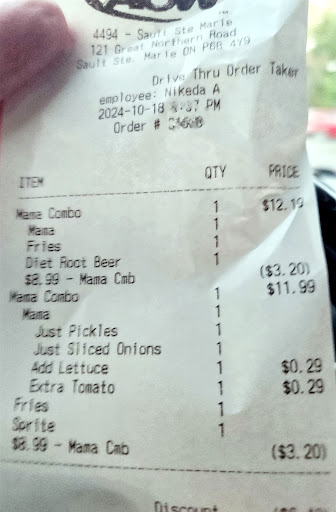 ™
4494 - Sault Ste Marie
121 Great Northern Road
Sault Ste. Marie ON P6B 4Y9
Drive Thru Order Taker
employee: Nikeda A
2024-10-18 PM
Order #
ITEM QTY PRICE
Mama Combo 1 $12.19
Mama 1
Fries 1
Diet Root Beer 1
$8.99 - Mama Cmb ($3.20)
Mama Combo 1 $11.99
Mama 1
Just Pickles 1
Just Sliced Onions 1
Add Lettuce 1 $0.29
Extra Tomato 1 $0.29
Fries 1
Sprite 1
$8.99 - Mama Cmb ($3.20)
Discount